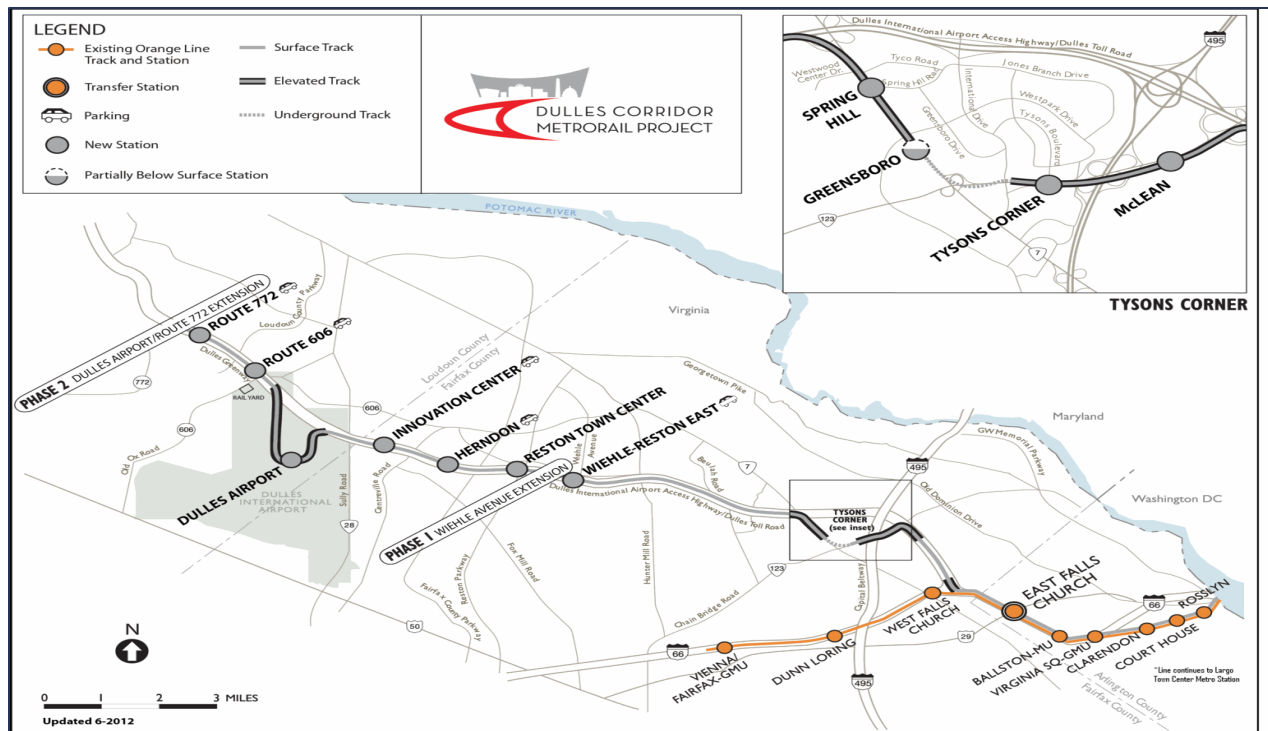 LEGEND
Existing Orange Line
Track and Station
Transfer Station
Parking
New Station
Partially Below Surface Station
Surface Track
Elevated Track
Underground Track
DULLES CORRIDOR
METRORAIL PROJECT
Dulles International Airport Access Highway/Dulles Toll Road
495
Westwood
Center Dr.
Tyco Road
Spring Hill Road
International Drive
Jones Branch Drive
Westpark Drive
Tysons Boulevard
Greensboro Drive
SPRING
HILL
GREENSBORO
TYSONS CORNER
McLEAN
123
7
TYSONS CORNER
POTOMAC RIVER
Virginia
Maryland
Washington DC
PHASE 2 DULLES AIRPORT/ROUTE 772 EXTENSION
ROUTE 772
ROUTE 606
Loudoun County Parkway
Dulles Greenway
RAIL YARD
772
606
606
Old Ox Road
Loudoun County
Fairfax County
DULLES AIRPORT
DULLES
INTERNATIONAL
AIRPORT
Sully Road
28
Centreville Road
INNOVATION CENTER
HERNDON
RESTON TOWN CENTER
WIEHLE-RESTON EAST
Wiehle
Avenue
PHASE 1 WIEHLE AVENUE EXTENSION
Dulles International Airport Access Highway/Dulles Toll Road
Georgetown Pike
Beulah Road
7
GW Memorial Parkway
495
Old Dominion Drive
TYSONS
CORNER
(see inset)
Fairfax County
Parkway
Reston Parkway
Fox Mill Road
Hunter Mill Road
123
Chain Bridge Road
Capital Beltway
50
66
29
495
66
VIENNA/
FAIRFAX-GMU
DUNN LORING
WEST FALLS
CHURCH
EAST FALLS
CHURCH
BALLSTON-MU
VIRGINIA SQ-GMU
CLARENDON
COURT HOUSE
ROSSLYN
*Line continues to Largo
Town Center Metro Station
Arlington County
Fairfax County
N
0 1 2 3 MILES
Updated 6-2012